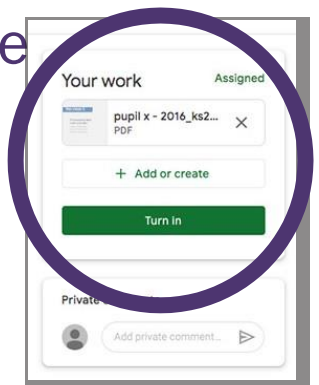 e
Your work Assigned
pupil x - 2016_ks2...
PDF
+ Add or create
Turn in
Private
Add private comment...